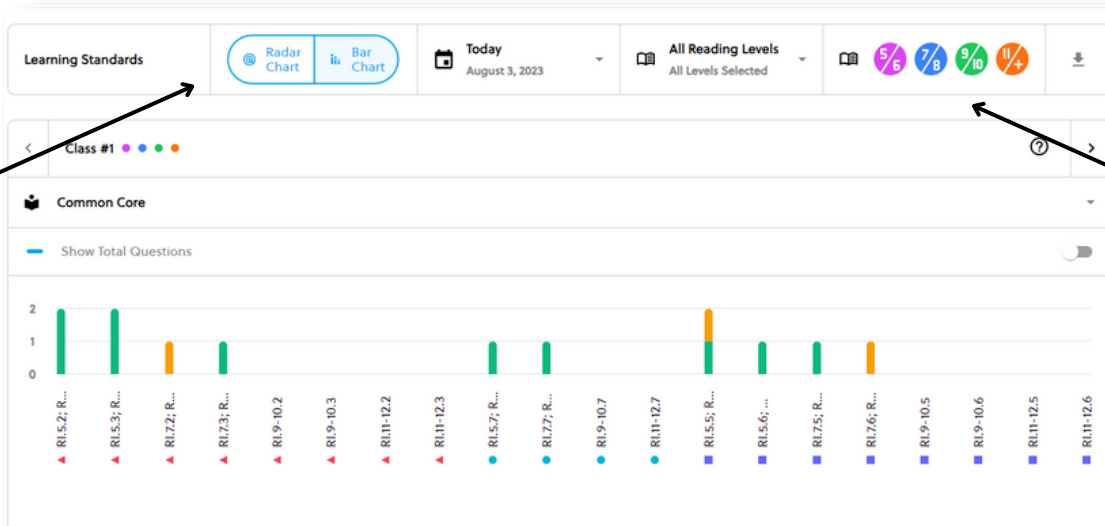 Learning Standards
Radar
Chart
Bar
Chart
Today
August 3, 2023
All Reading Levels
All Levels Selected
5/6
7/8
9/10
11/+
Class #1
Common Core
Show Total Questions
2
1
0
RI.5.2; R...
RI.5.3; R...
RI.7.2; R...
RI.7.3; R...
RI.9-10.2
RI.9-10.3
RI.11-12.2
RI.11-12.3
RI.5.7; R...
RI.7.7; R...
RI.9-10.7
RI.11-12.7
RI.5.5; R...
RI.5.6; ...
RI.7.5; R...
RI.7.6; R...
RI.9-10.5
RI.9-10.6
RI.11-12.5
RI.11-12.6